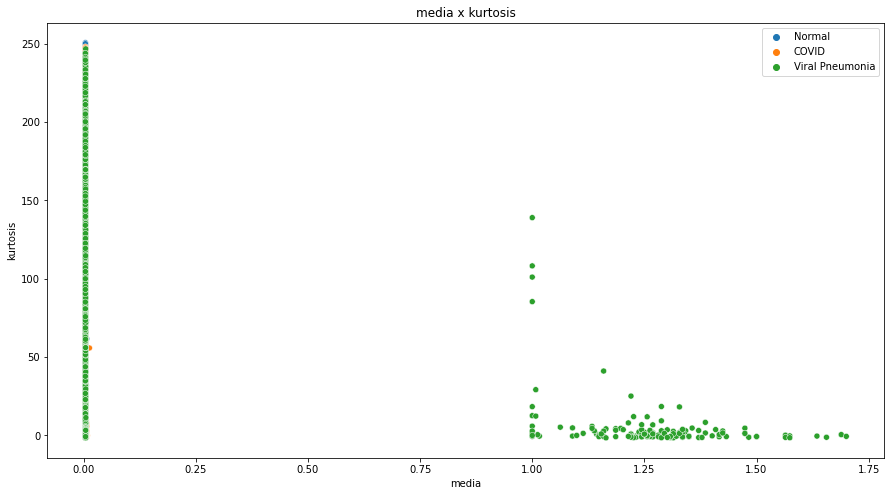 media x kurtosis
Normal
COVID
Viral Pneumonia
250
200
150
100
50
0
kurtosis
0.00 0.25 0.50 0.75 1.00 1.25 1.50 1.75
media